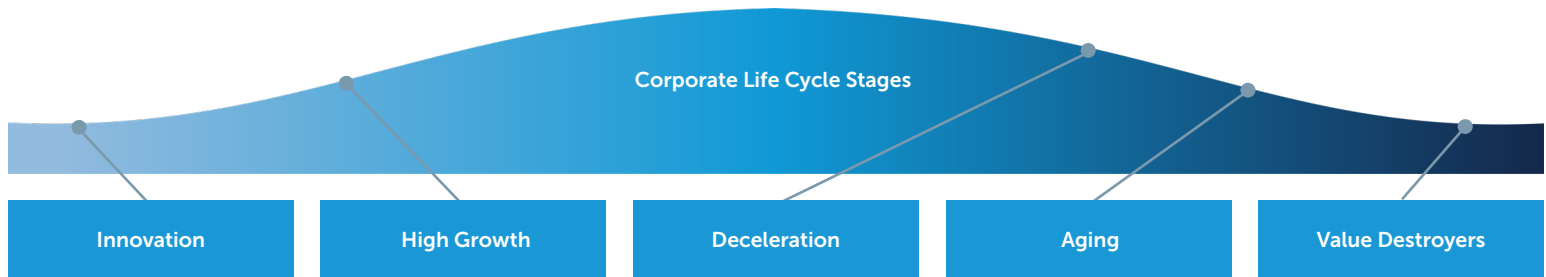 Corporate Life Cycle Stages
Innovation
High Growth
Deceleration
Aging
Value Destroyers